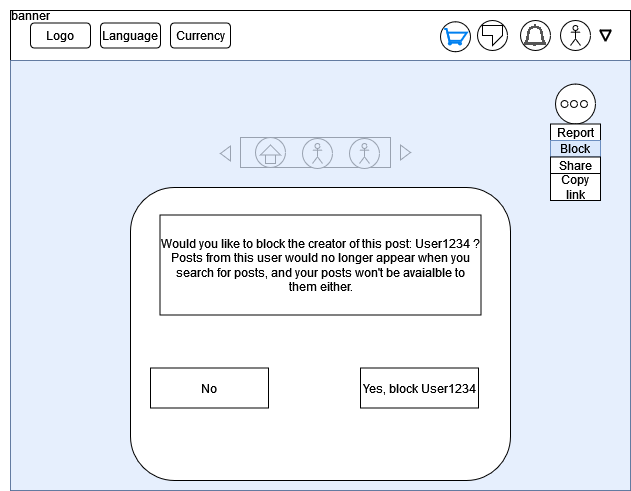 banner
Logo
Language
Currency
Report
Block
Share
Copy
link
Would you like to block the creator of this post: User1234 ?
Posts from this user would no longer appear when you
search for posts, and your posts won't be avaialble to
them either.
No
Yes, block User1234